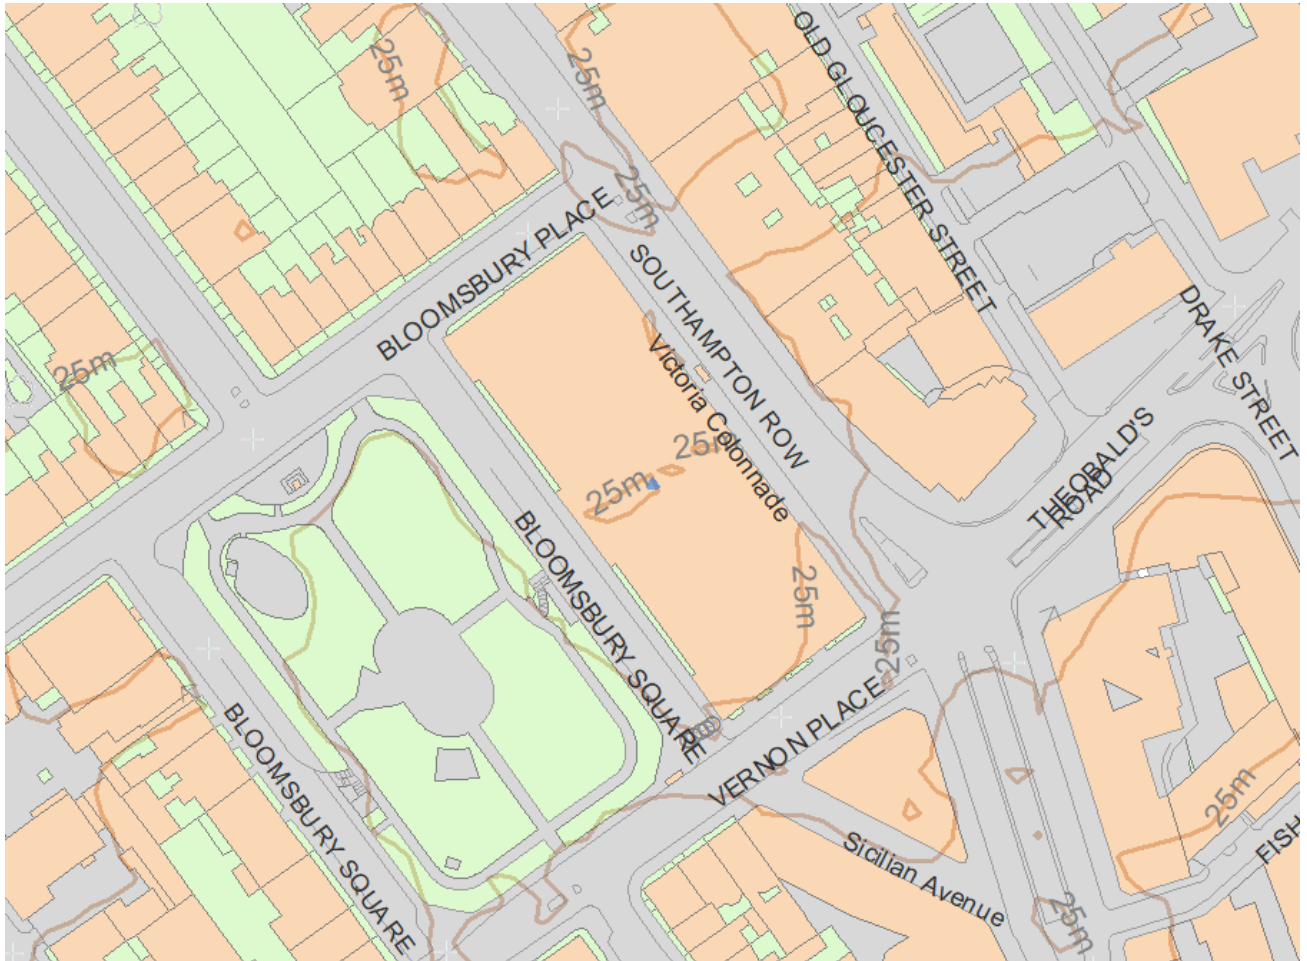 25m
25m
OLD GLOUCESTER STREET
25m
BLOOMSBURY PLACE
SOUTHAMPTON ROW
DRAKE STREET
25m
Victoria Colonnade
25m
25m
THEOBALD'S
ROAD
BLOOMSBURY SQUARE
25m
25m
VERNON PLACE
BLOOMSBURY SQUARE
25m
Sicilian Avenue
FISH
25m